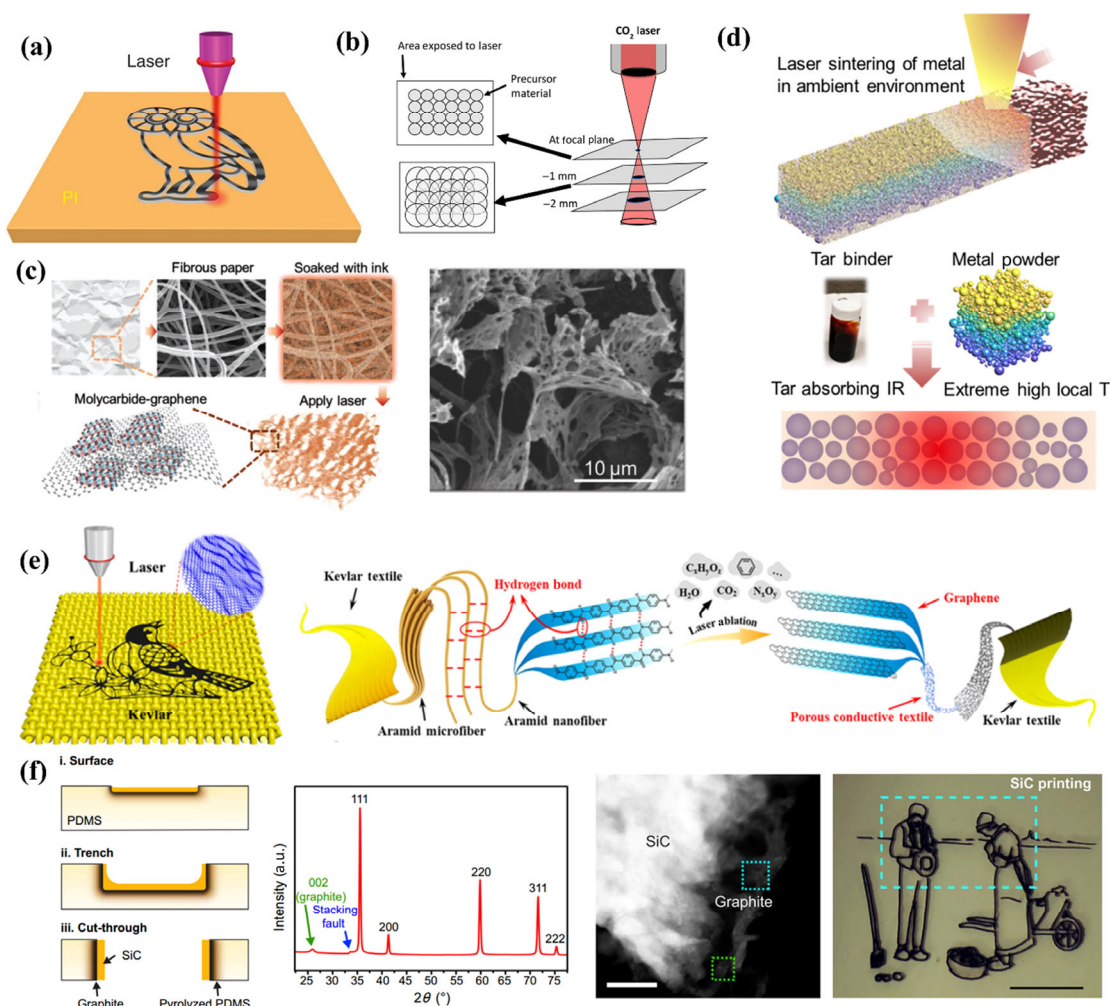 (a)
Laser
PI
(b)
Area exposed to laser
Precursor
material
CO₂ laser
At focal plane
–1 mm
–2 mm
(c)
Fibrous paper
Soaked with ink
Molycarbide-graphene
Apply laser
10 µm
(d)
Laser sintering of metal
in ambient environment
Tar binder
Metal powder
Tar absorbing IR
Extreme high local T
(e)
Laser
Kevlar
Kevlar textile
Hydrogen bond
Aramid microfiber
Aramid nanofiber
CₓHᵧO_z
...
H₂O
CO₂
NₓOᵧ
Laser ablation
Graphene
Porous conductive textile
Kevlar textile
(f)
i. Surface
PDMS
ii. Trench
iii. Cut-through
SiC
Graphite
Pyrolyzed PDMS
Intensity (a.u.)
002
(graphite)
Stacking
fault
111
200
220
311
222
25 30 35 40 45 50 55 60 65 70 75
2θ (°)
SiC
Graphite
SiC printing